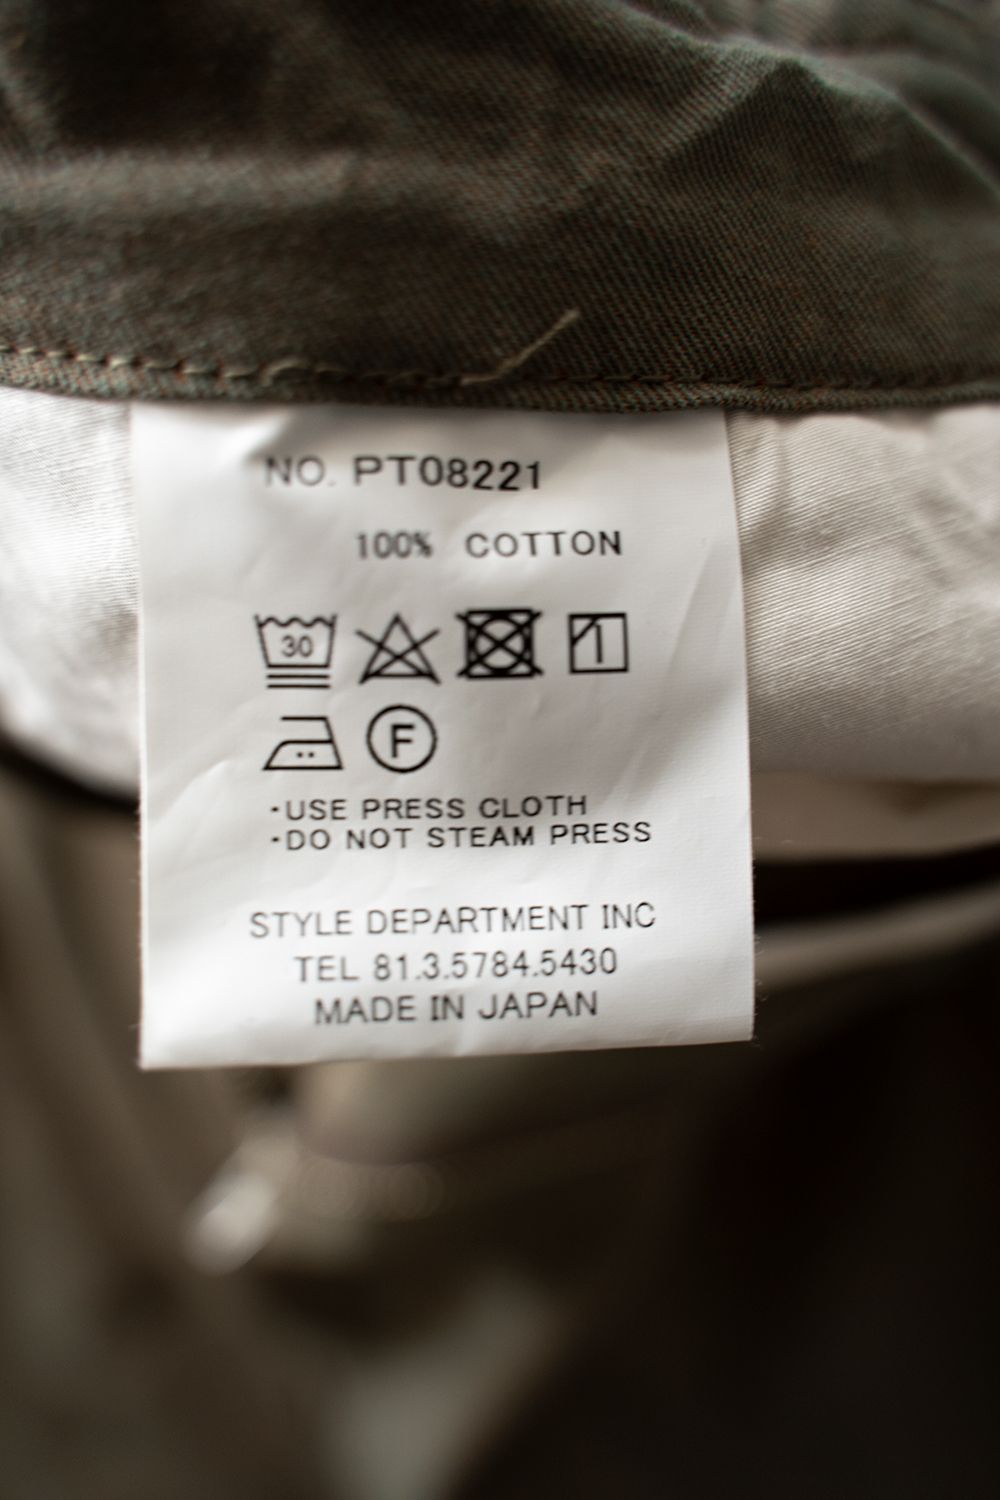 NO. PT08221
100% COTTON
30
F
·USE PRESS CLOTH
·DO NOT STEAM PRESS
STYLE DEPARTMENT INC
TEL 81.3.5784.5430
MADE IN JAPAN